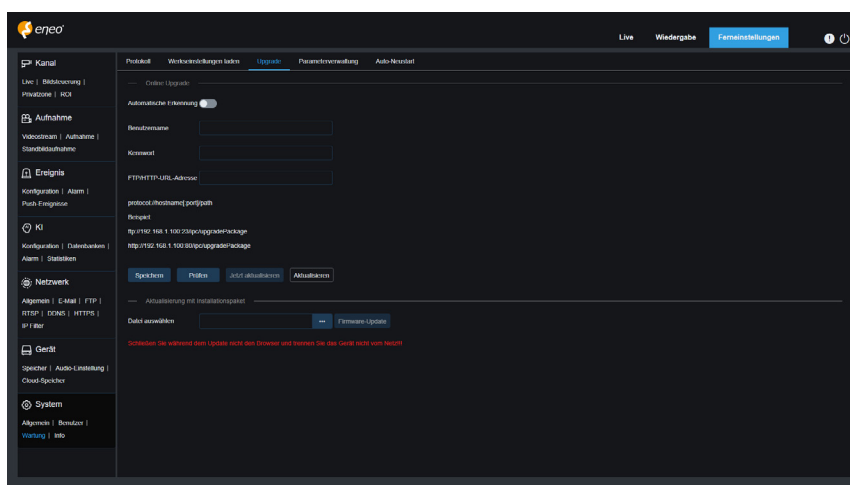 eneo
Live Wiedergabe Ferneinstellungen
Kanal
Live | Bildsteuerung |
Privatzone | ROI
Aufnahme
Videostream | Aufnahme |
Standbildaufnahme
Ereignis
Konfiguration | Alarm |
Push-Ereignisse
KI
Konfiguration | Datenbanken |
Alarm | Statistiken
Netzwerk
Allgemein | E-Mail | FTP |
RTSP | DDNS | HTTPS |
IP Filter
Gerät
Speicher | Audio-Einstellung |
Cloud-Speicher
System
Allgemein | Benutzer |
Wartung | Info
Protokoll Werkseinstellungen laden Upgrade Parameterverwaltung Auto-Neustart
Online Upgrade
Automatische Erkennung
Benutzername
Kennwort
FTP/HTTP-URL-Adresse
protocol://hostname[:port]/path
Beispiel:
ftp://192.168.1.100:23/ipc/upgradePackage
http://192.168.1.100:80/ipc/upgradePackage
Speichern Prüfen Jetzt aktualisieren Aktualisieren
Aktualisierung mit Installationspaket
Datei auswählen ••• Firmware-Update
Schließen Sie während dem Update nicht den Browser und trennen Sie das Gerät nicht vom Netz!!!